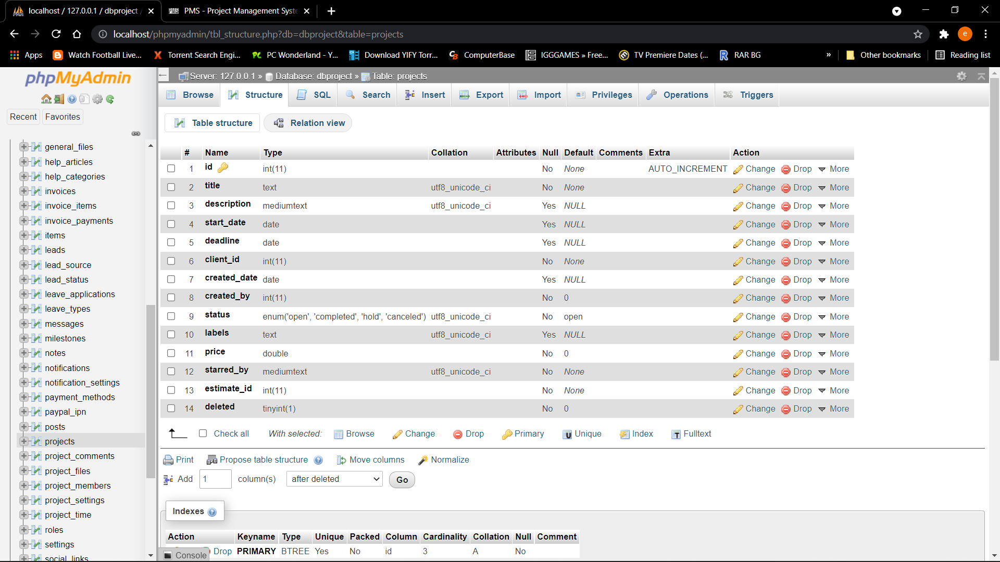 localhost / 127.0.0.1 / dbproject /
PMS - Project Management Syste
localhost/phpmyadmin/tbl_structure.php?db=dbproject&table=projects
e
Apps
Watch Football Live...
Torrent Search Engi...
PC Wonderland - Y...
Download YIFY Torr...
ComputerBase
IGGGAMES » Free...
TV Premiere Dates (...
RAR BG
»
Other bookmarks
Reading list
phpMyAdmin
Recent
Favorites
general_files
help_articles
help_categories
invoices
invoice_items
invoice_payments
items
leads
lead_source
lead_status
leave_applications
leave_types
messages
milestones
notes
notifications
notification_settings
payment_methods
paypal_ipn
posts
projects
project_comments
project_files
project_members
project_settings
project_time
roles
settings
social_links
Server: 127.0.0.1 » Database: dbproject » Table: projects
Browse Structure SQL Search Insert Export Import Privileges Operations Triggers
Table structure Relation view
# Name Type Collation Attributes Null Default Comments Extra Action
1 id int(11) No None AUTO_INCREMENT Change Drop More
2 title text utf8_unicode_ci No None Change Drop More
3 description mediumtext utf8_unicode_ci Yes NULL Change Drop More
4 start_date date Yes NULL Change Drop More
5 deadline date Yes NULL Change Drop More
6 client_id int(11) No None Change Drop More
7 created_date date Yes NULL Change Drop More
8 created_by int(11) No 0 Change Drop More
9 status enum('open', 'completed', 'hold', 'canceled') utf8_unicode_ci No open Change Drop More
10 labels text utf8_unicode_ci Yes NULL Change Drop More
11 price double No 0 Change Drop More
12 starred_by mediumtext utf8_unicode_ci No None Change Drop More
13 estimate_id int(11) No None Change Drop More
14 deleted tinyint(1) No 0 Change Drop More
Check all With selected: Browse Change Drop Primary Unique Index Fulltext
Print Propose table structure Move columns Normalize
Add 1 column(s) after deleted Go
Indexes
Action Keyname Type Unique Packed Column Cardinality Collation Null Comment
Drop PRIMARY BTREE Yes No id 3 A No
Console